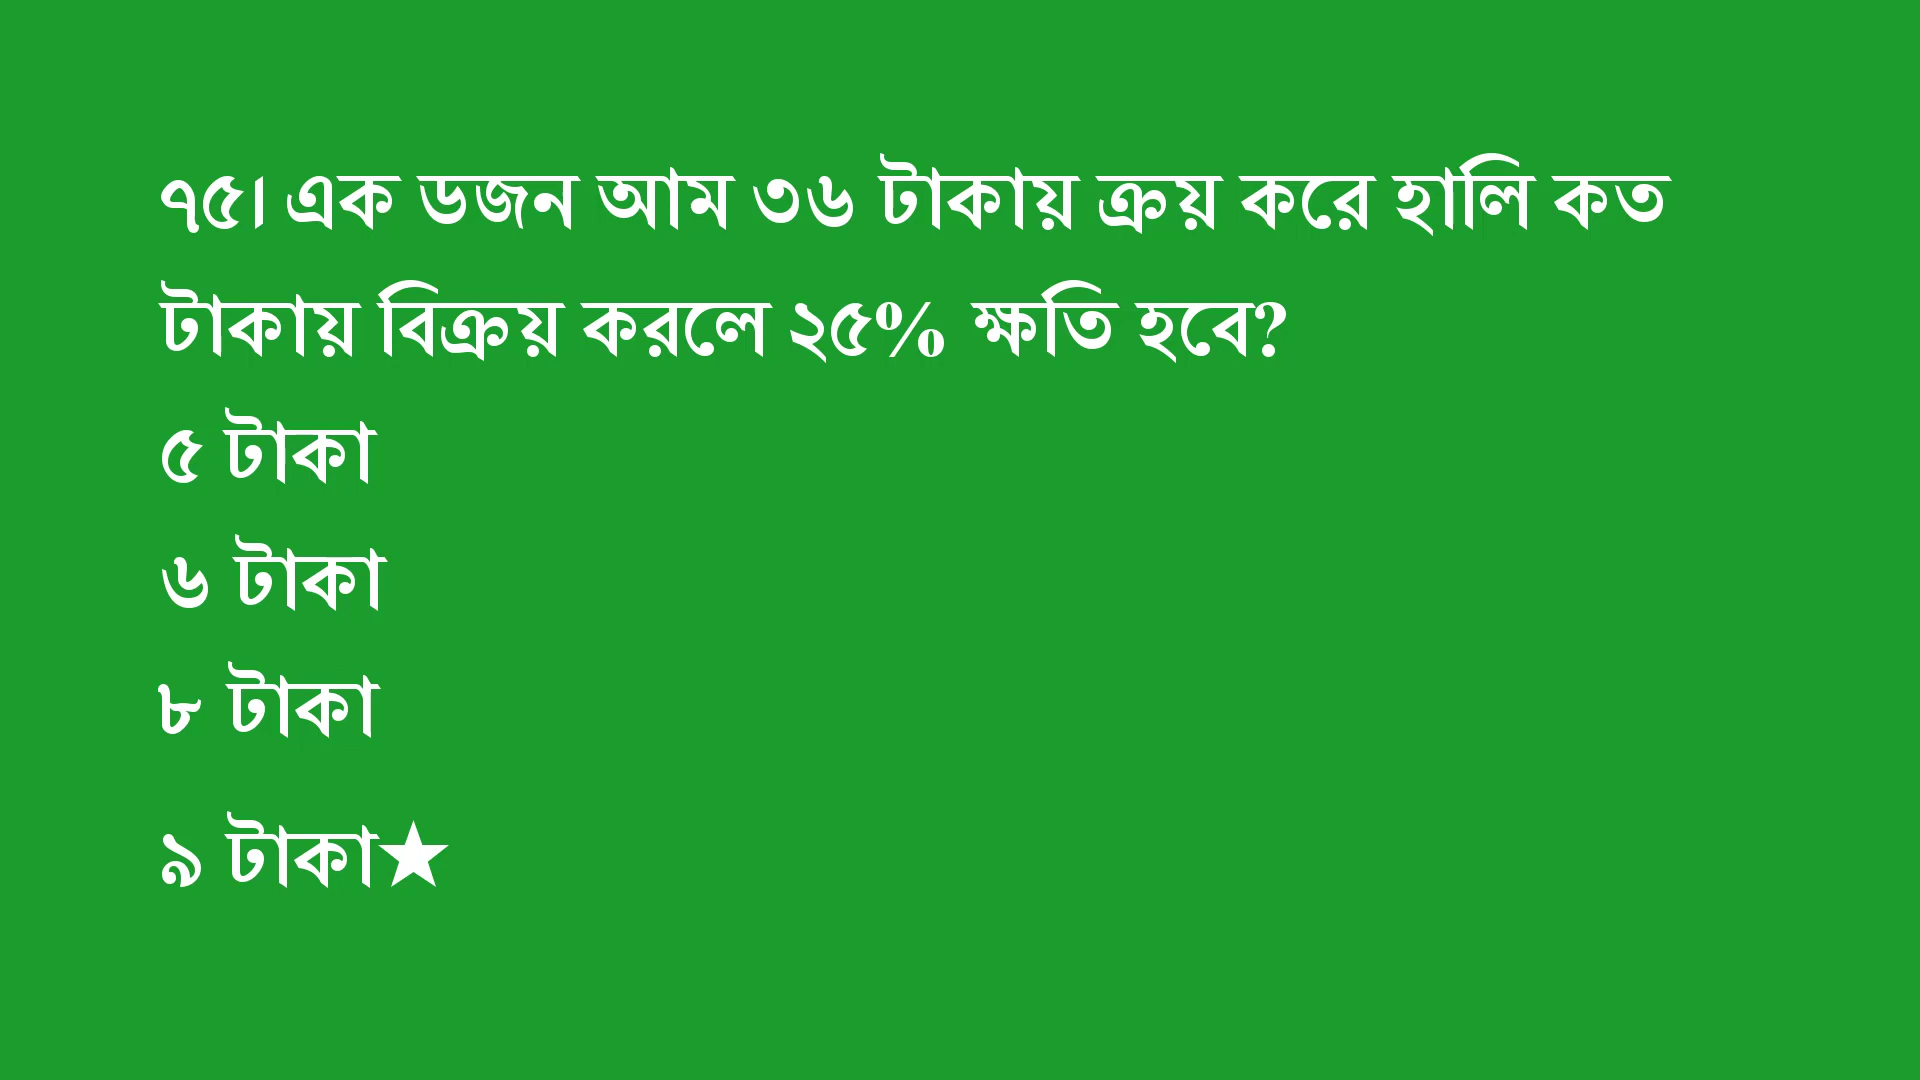 ৭৫। এক ডজন আম ৩৬ টাকায় ক্রয় করে হালি কত
টাকায় বিক্রয় করলে ২৫% ক্ষতি হবে?
৫ টাকা
৬ টাকা
৮ টাকা
৯ টাকা★